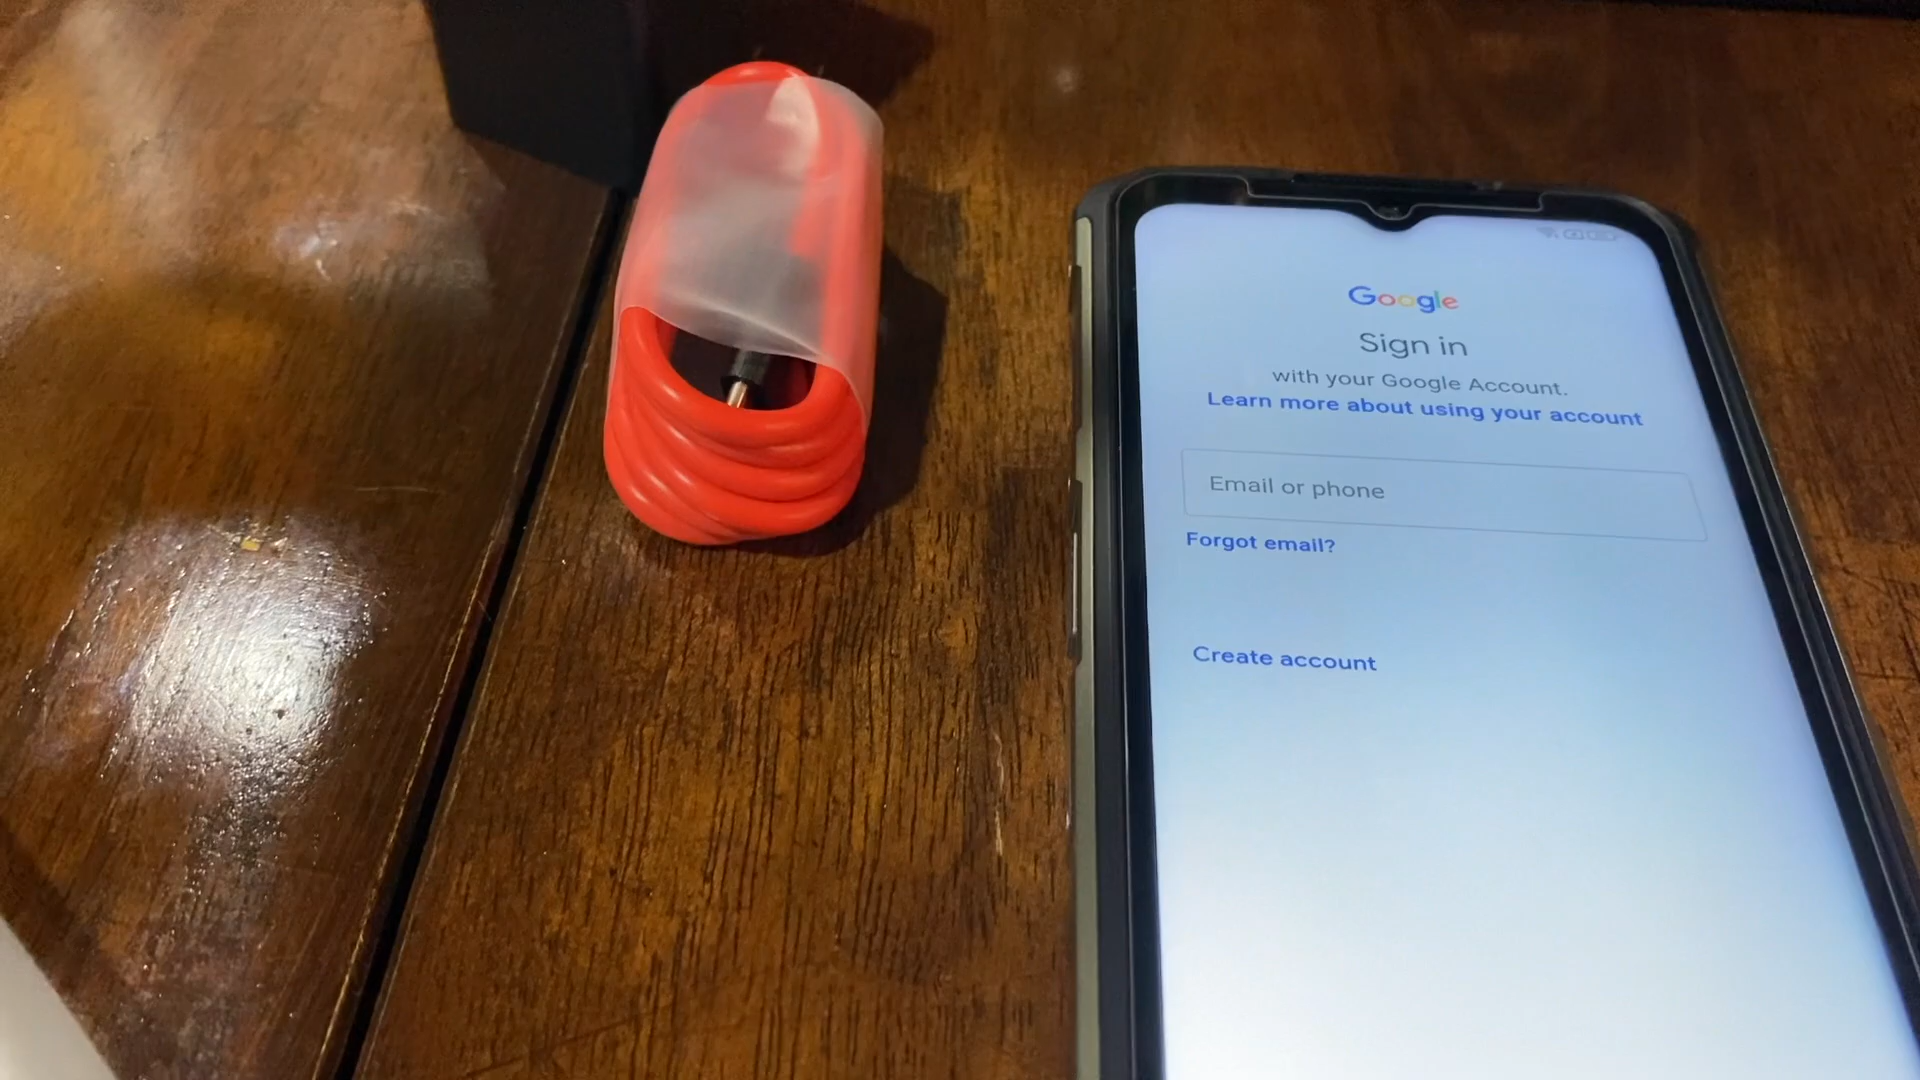 Google
Sign in
with your Google Account.
Learn more about using your account
Email or phone
Forgot email?
Create account